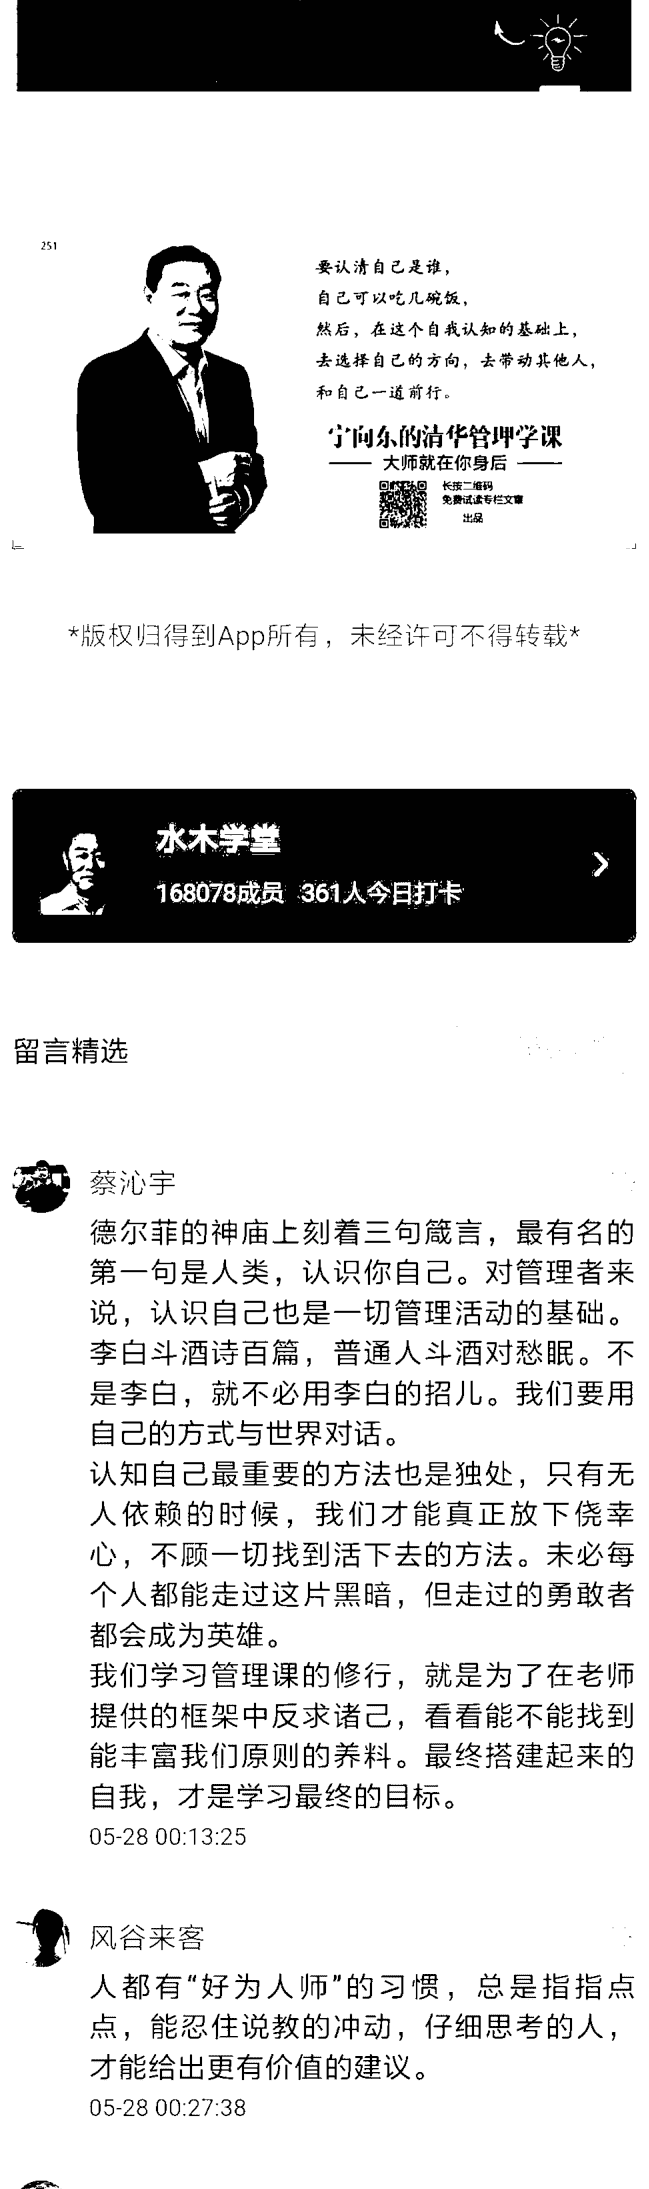 251
要认清自己是谁，
自己可以吃几碗饭，
然后，在这个自我认知的基础上，
去选择自己的方向，去带动其他人，
和自己一道前行。
宁向东的清华管理学课
大师就在你身后
长按二维码
免费试读专栏文章
出品
*版权归得到App所有，未经许可不得转载*
水木学堂
168078成员 361人今日打卡
留言精选
蔡沁宇
德尔菲的神庙上刻着三句箴言，最有名的
第一句是人类，认识你自己。对管理者来
说，认识自己也是一切管理活动的基础。
李白斗酒诗百篇，普通人斗酒对愁眠。不
是李白，就不必用李白的招儿。我们要用
自己的方式与世界对话。
认知自己最重要的方法也是独处，只有无
人依赖的时候，我们才能真正放下侥幸
心，不顾一切找到活下去的方法。未必每
个人都能走过这片黑暗，但走过的勇敢者
都会成为英雄。
我们学习管理课的修行，就是为了在老师
提供的框架中反求诸己，看看能不能找到
能丰富我们原则的养料。最终搭建起来的
自我，才是学习最终的目标。
05-28 00:13:25
风谷来客
人都有“好为人师”的习惯，总是指指点
点，能忍住说教的冲动，仔细思考的人，
才能给出更有价值的建议。
05-28 00:27:38